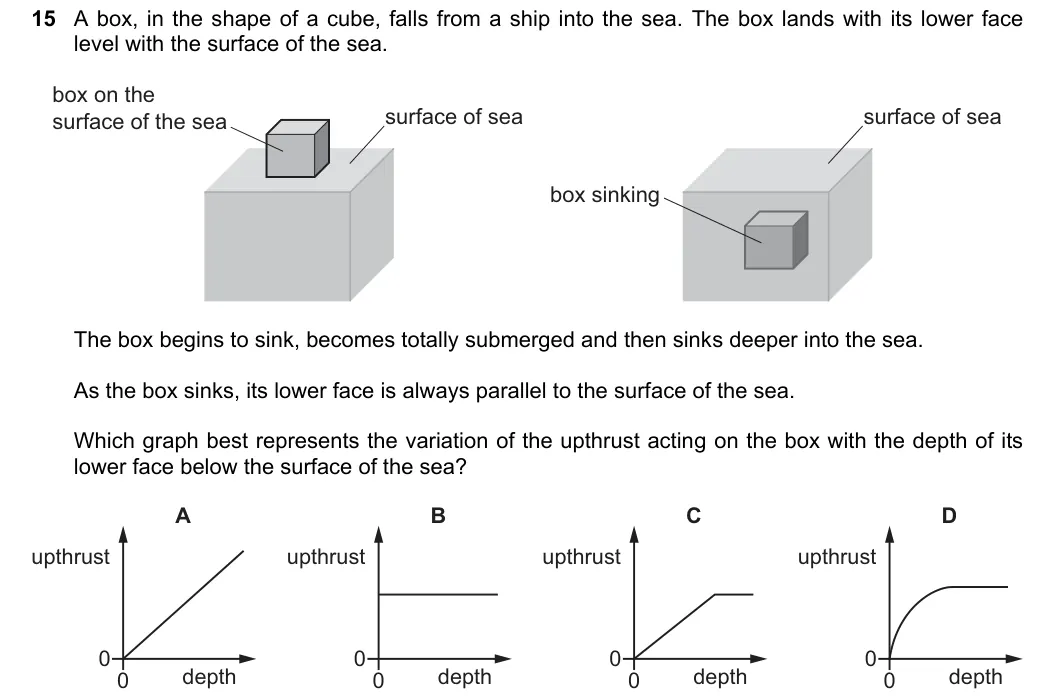 15 A box, in the shape of a cube, falls from a ship into the sea. The box lands with its lower face
level with the surface of the sea.
box on the
surface of the sea
surface of sea
surface of sea
box sinking
The box begins to sink, becomes totally submerged and then sinks deeper into the sea.
As the box sinks, its lower face is always parallel to the surface of the sea.
Which graph best represents the variation of the upthrust acting on the box with the depth of its
lower face below the surface of the sea?
A
upthrust
0
0
depth
B
upthrust
0
0
depth
C
upthrust
0
0
depth
D
upthrust
0
0
depth